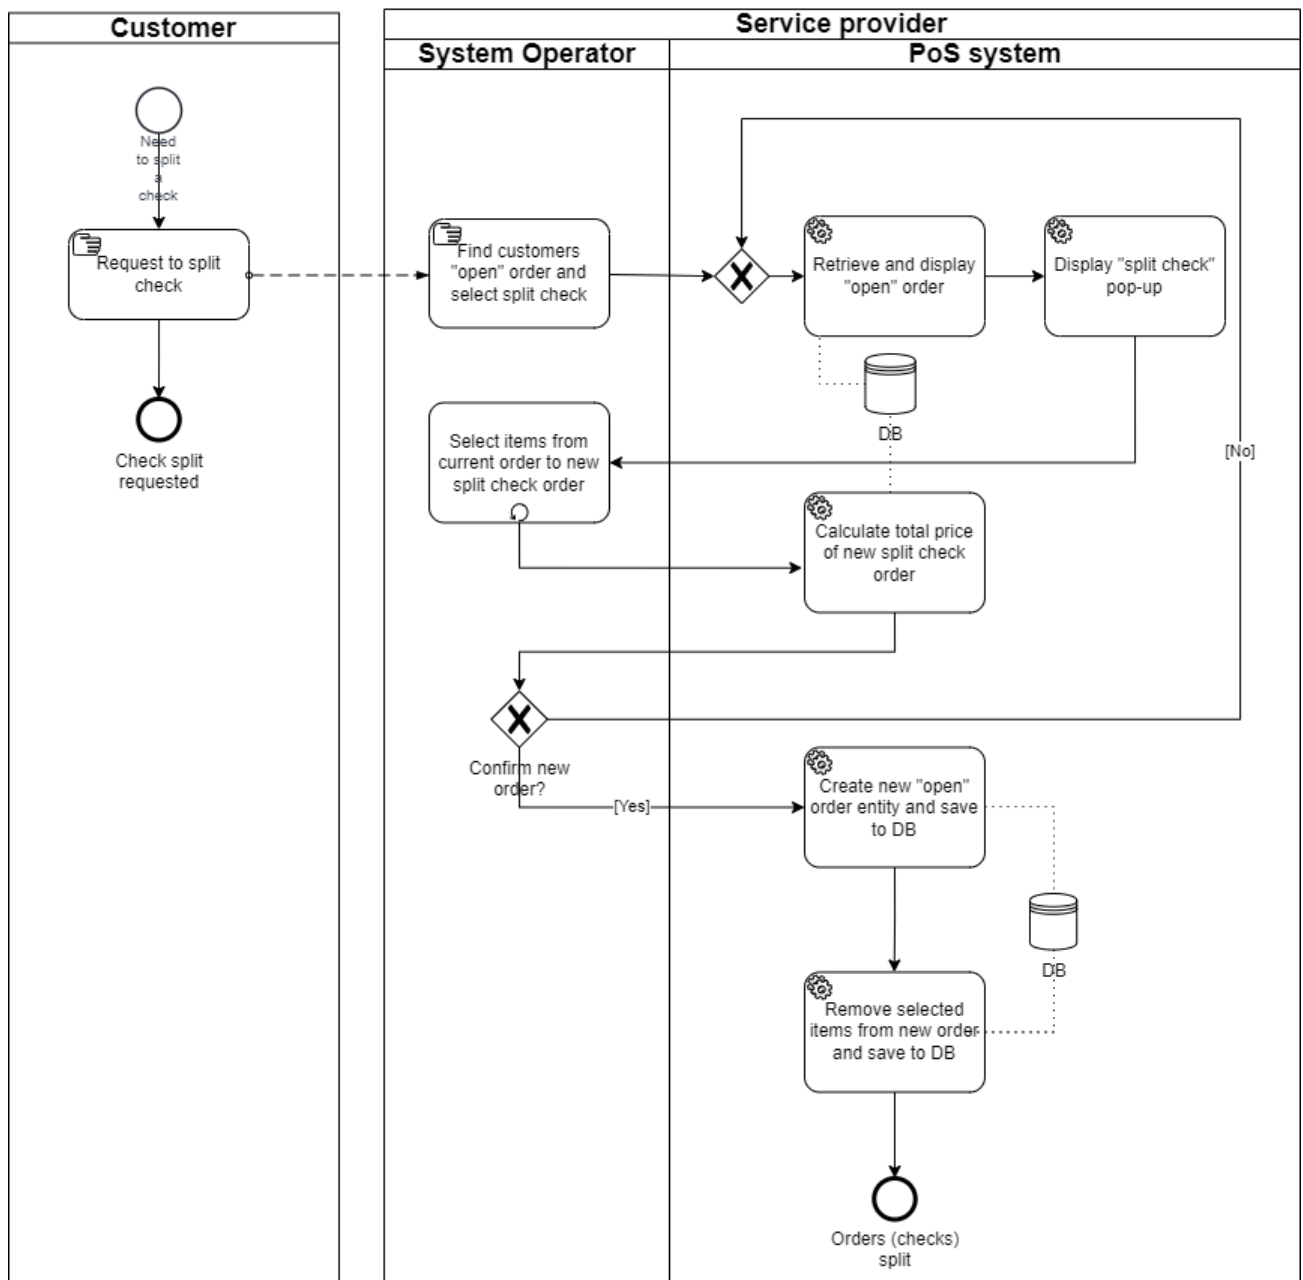 Customer
Service provider
System Operator
PoS system
Need
to split
a
check
Request to split
check
Check split
requested
Find customers
"open" order and
select split check
Retrieve and display
"open" order
Display "split check"
pop-up
DB
[No]
Select items from
current order to new
split check order
Calculate total price
of new split check
order
Confirm new
order?
[Yes]
Create new "open"
order entity and save
to DB
DB
Remove selected
items from new order
and save to DB
Orders (checks)
split